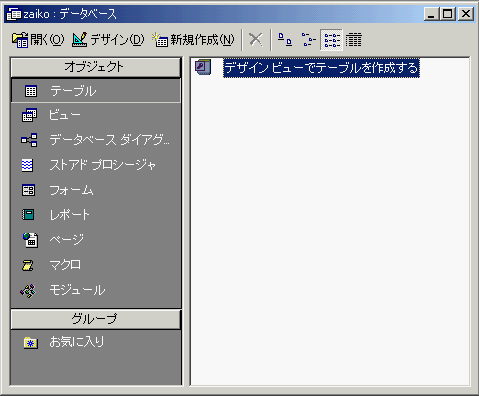 zaiko : データベース
開く(O) デザイン(D) 新規作成(N)
オブジェクト
テーブル
ビュー
データベース ダイアグ...
ストアド プロシージャ
フォーム
レポート
ページ
マクロ
モジュール
グループ
お気に入り
デザイン ビューでテーブルを作成する